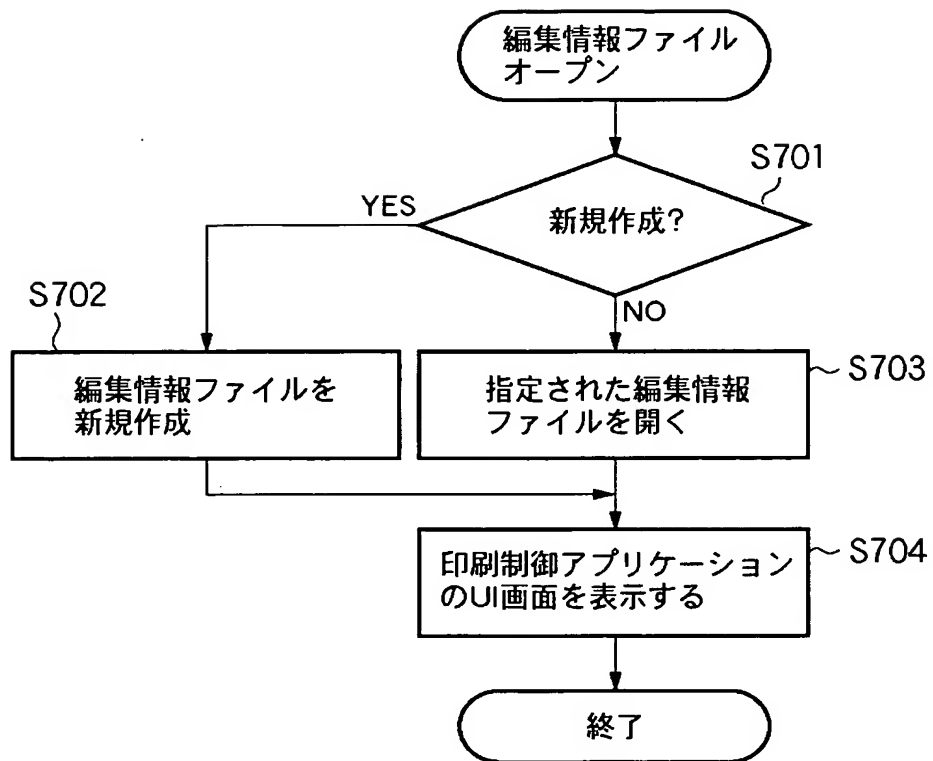 編集情報ファイル
オープン
S701
新規作成?
YES
NO
S702
編集情報ファイルを
新規作成
S703
指定された編集情報
ファイルを開く
S704
印刷制御アプリケーション
のUI画面を表示する
終了